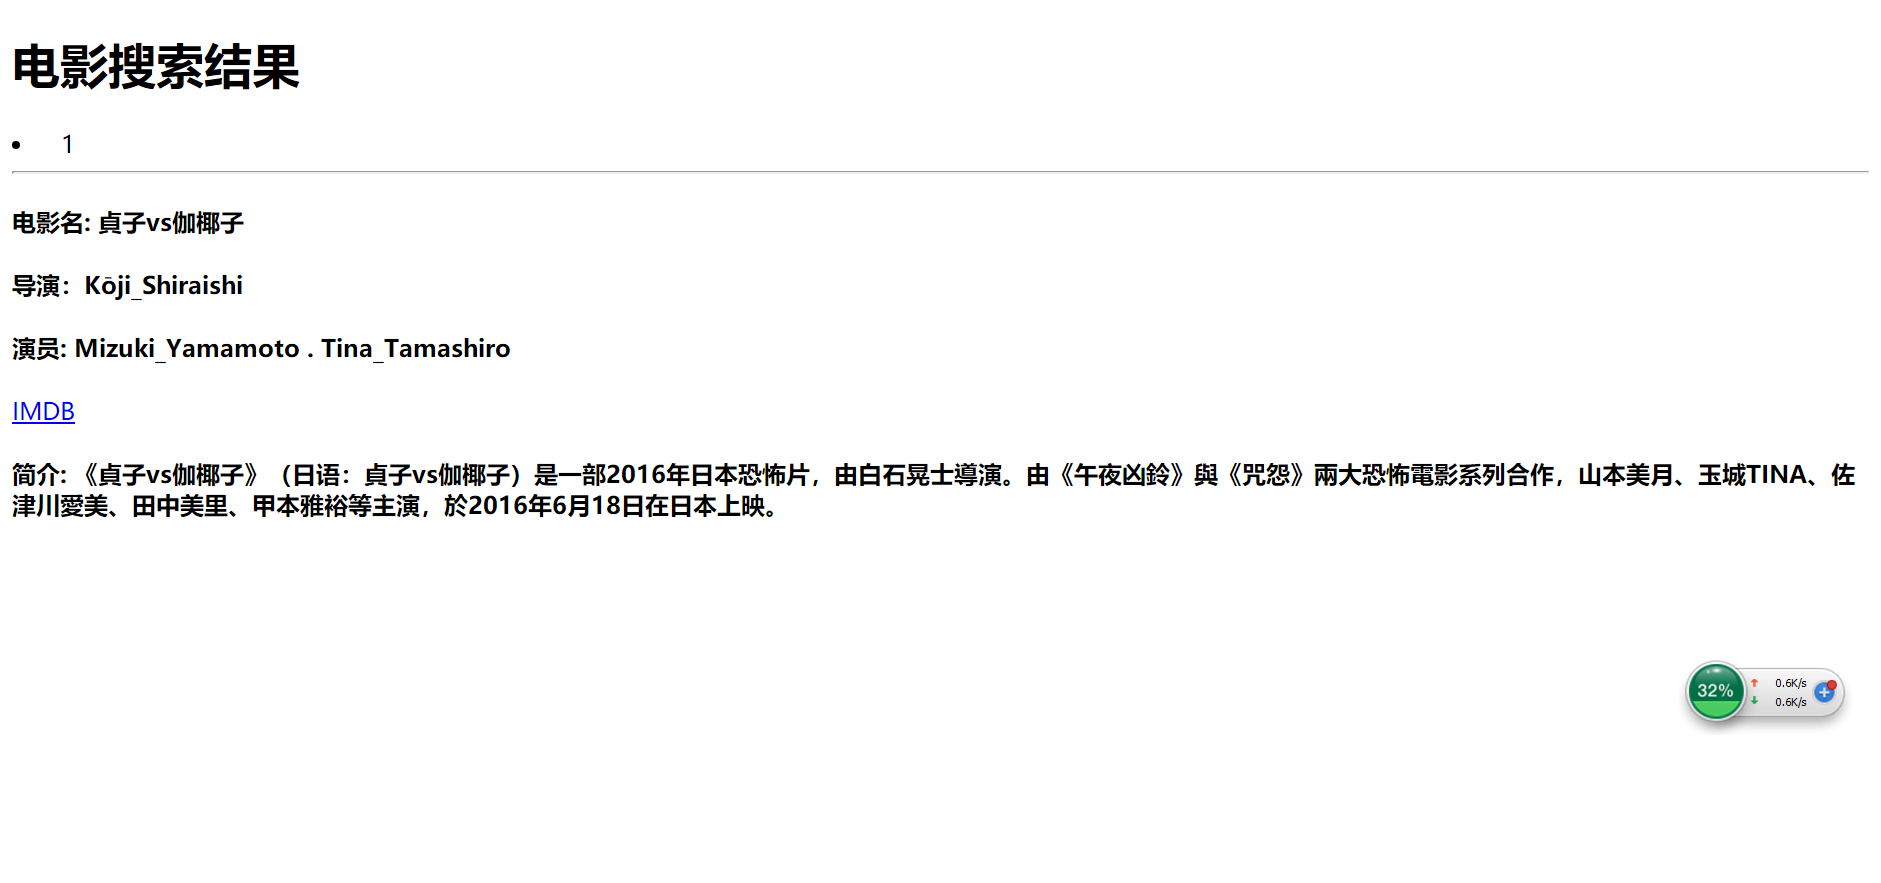 电影搜索结果
• 1
电影名: 貞子vs伽椰子
导演：Kōji_Shiraishi
演员: Mizuki_Yamamoto . Tina_Tamashiro
IMDB
简介: 《貞子vs伽椰子》（日语：貞子vs伽椰子）是一部2016年日本恐怖片，由白石晃士導演。由《午夜凶鈴》與《咒怨》兩大恐怖電影系列合作，山本美月、玉城TINA、佐
津川愛美、田中美里、甲本雅裕等主演，於2016年6月18日在日本上映。
32%
0.6K/s
0.6K/s